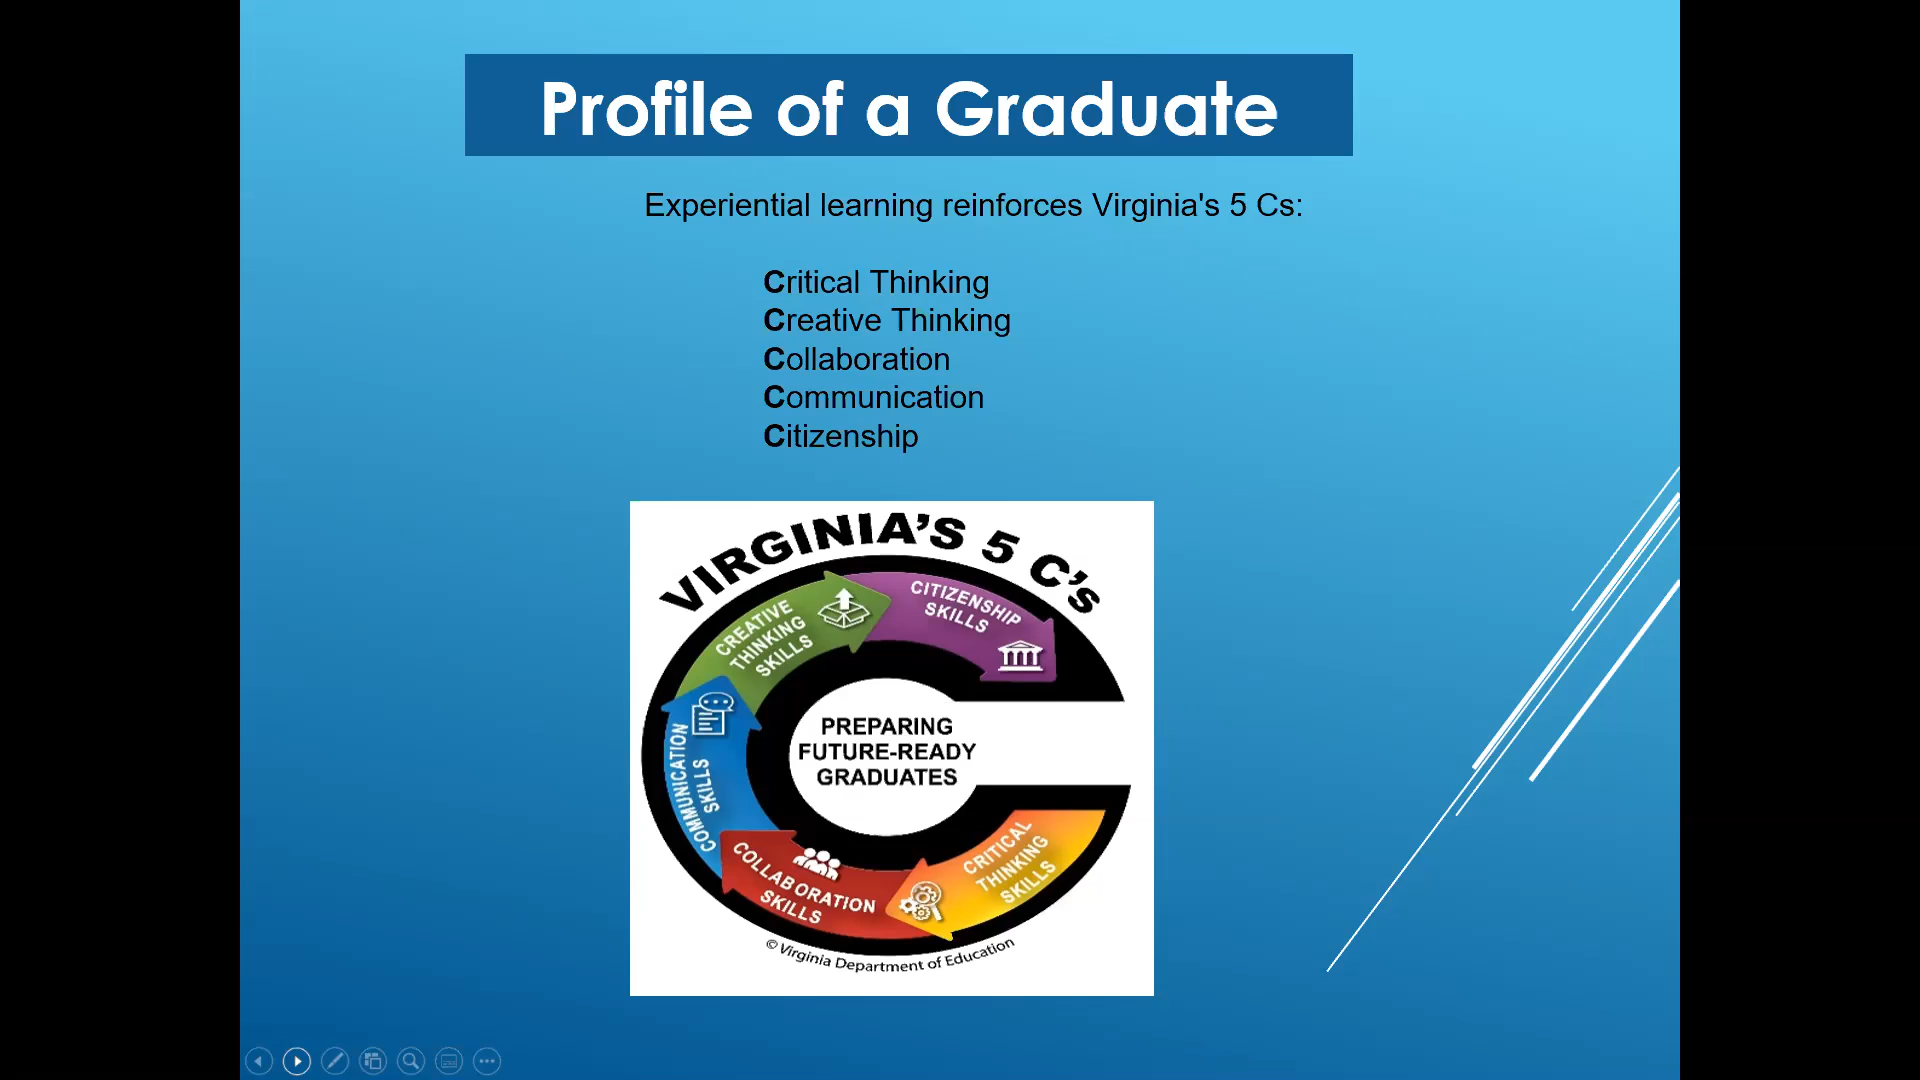 Profile of a Graduate
Experiential learning reinforces Virginia's 5 Cs:
Critical Thinking
Creative Thinking
Collaboration
Communication
Citizenship
VIRGINIA'S 5 C's
CREATIVE
THINKING
SKILLS
CITIZENSHIP
SKILLS
COMMUNICATION
SKILLS
PREPARING
FUTURE-READY
GRADUATES
COLLABORATION
SKILLS
CRITICAL
THINKING
SKILLS
© Virginia Department of Education